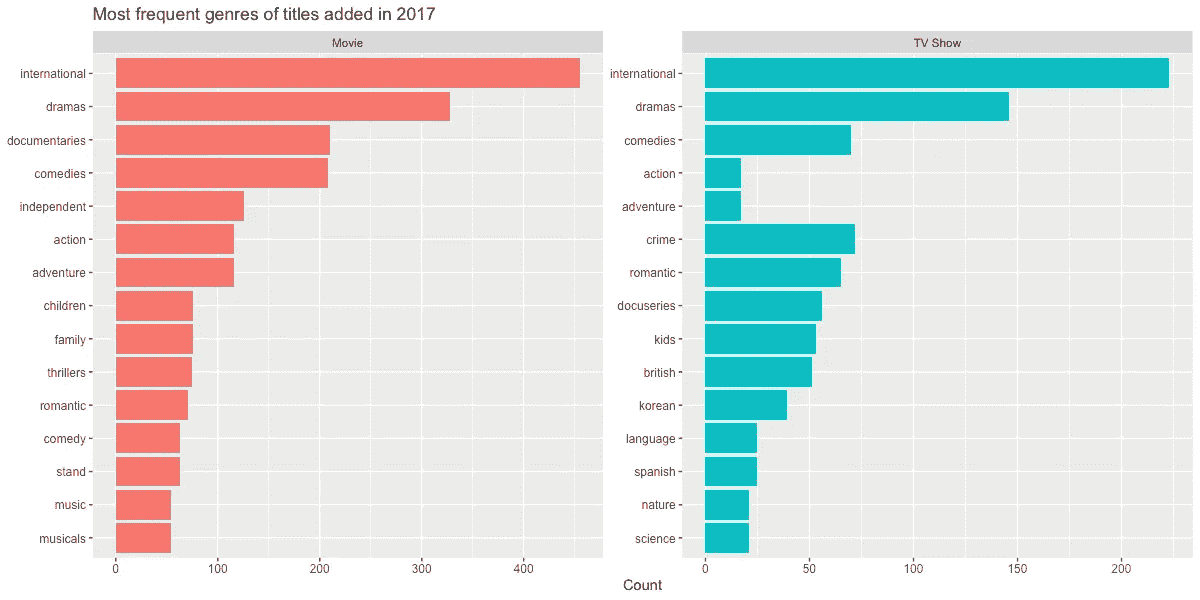 Most frequent genres of titles added in 2017
Movie
international
dramas
documentaries
comedies
independent
action
adventure
children
family
thrillers
romantic
comedy
stand
music
musicals
0 100 200 300 400
TV Show
international
dramas
comedies
action
adventure
crime
romantic
docuseries
kids
british
korean
language
spanish
nature
science
0 50 100 150 200
Count